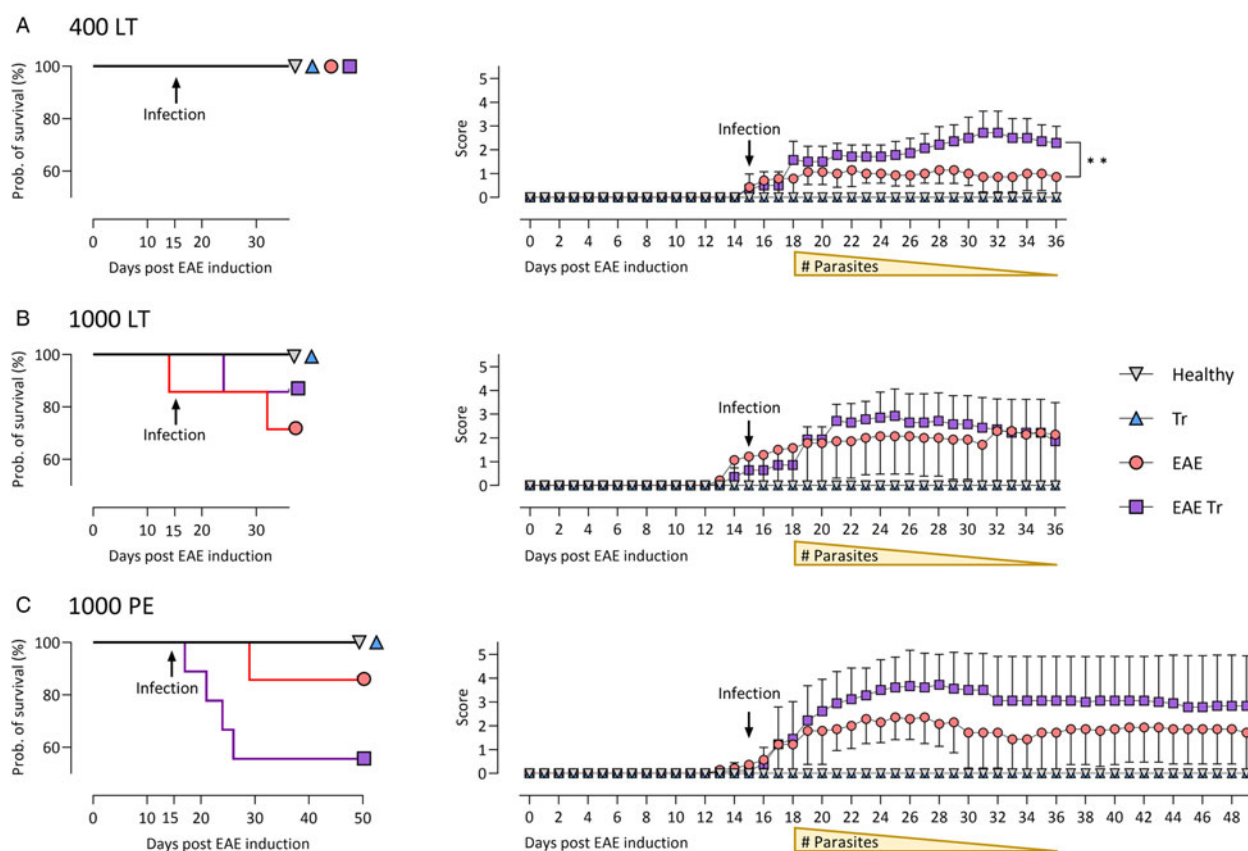 A 400 LT
Prob. of survival (%)
100
80
60
Infection
0 10 15 20 30
Days post EAE induction
Score
5
4
3
2
1
0
Infection
**
0 2 4 6 8 10 12 14 16 18 20 22 24 26 28 30 32 34 36
Days post EAE induction
# Parasites
B 1000 LT
Prob. of survival (%)
100
80
60
Infection
0 10 15 20 30
Days post EAE induction
Score
5
4
3
2
1
0
Infection
0 2 4 6 8 10 12 14 16 18 20 22 24 26 28 30 32 34 36
Days post EAE induction
# Parasites
Healthy
Tr
EAE
EAE Tr
C 1000 PE
Prob. of survival (%)
100
80
60
Infection
0 10 15 20 30 40 50
Days post EAE induction
Score
5
4
3
2
1
0
Infection
0 2 4 6 8 10 12 14 16 18 20 22 24 26 28 30 32 34 36 38 40 42 44 46 48
Days post EAE induction
# Parasites